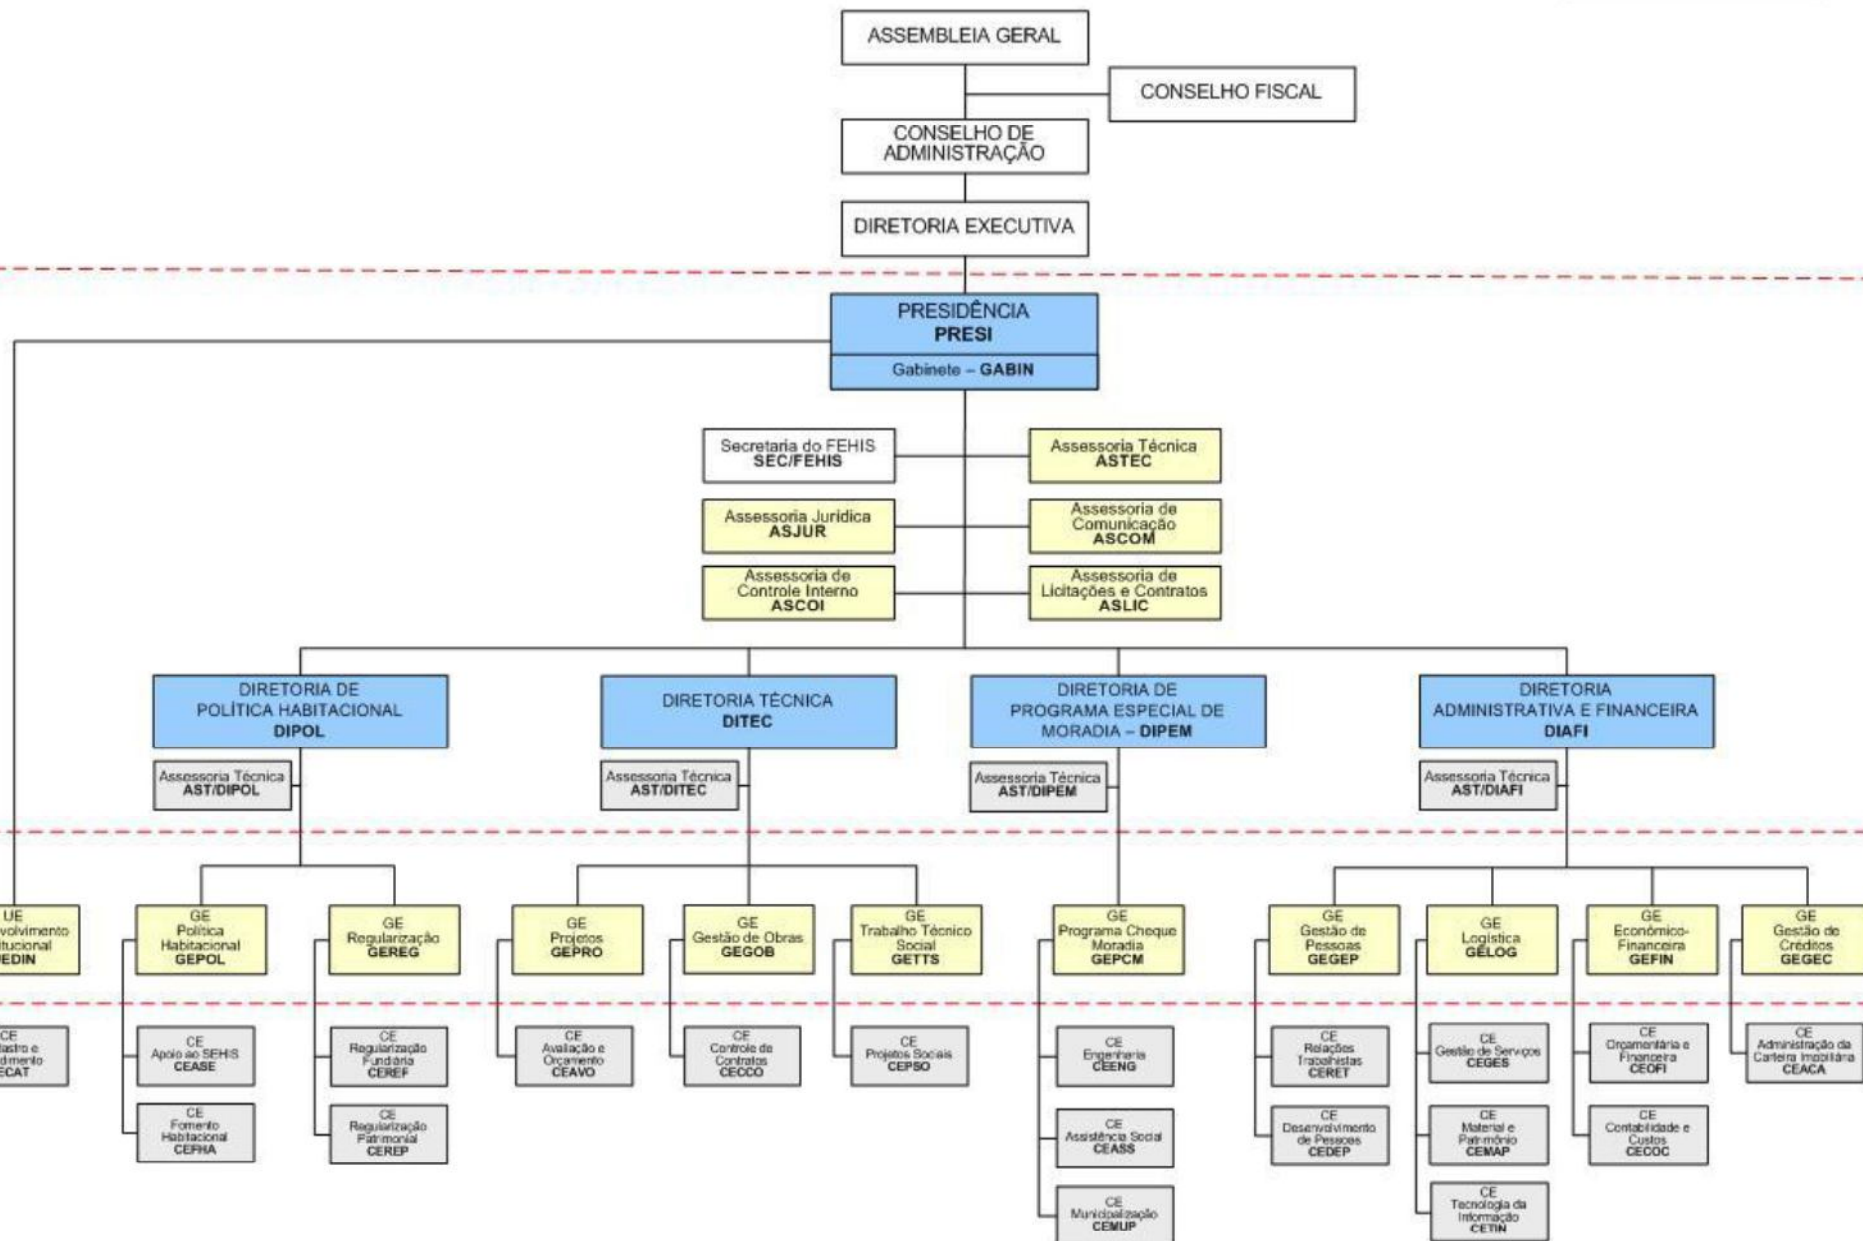 ASSEMBLEIA GERAL
CONSELHO FISCAL
CONSELHO DE
ADMINISTRAÇÃO
DIRETORIA EXECUTIVA
PRESIDÊNCIA
PRESI
Gabinete – GABIN
Secretaria do FEHIS
SEC/FEHIS
Assessoria Técnica
ASTEC
Assessoria Jurídica
ASJUR
Assessoria de
Comunicação
ASCOM
Assessoria de
Controle Interno
ASCOI
Assessoria de
Licitações e Contratos
ASLIC
DIRETORIA DE
POLÍTICA HABITACIONAL
DIPOL
DIRETORIA TÉCNICA
DITEC
DIRETORIA DE
PROGRAMA ESPECIAL DE
MORADIA – DIPEM
DIRETORIA
ADMINISTRATIVA E FINANCEIRA
DIAFI
Assessoria Técnica
AST/DIPOL
Assessoria Técnica
AST/DITEC
Assessoria Técnica
AST/DIPEM
Assessoria Técnica
AST/DIAFI
UE
volvimento
itucional
EDIN
GE
Política
Habitacional
GEPOL
GE
Regularização
GEREG
GE
Projetos
GEPRO
GE
Gestão de Obras
GEGOB
GE
Trabalho Técnico
Social
GETTS
GE
Programa Cheque
Moradia
GEPCM
GE
Gestão de
Pessoas
GEGEP
GE
Logística
GELOG
GE
Econômico-
Financeira
GEFIN
GE
Gestão de
Créditos
GEGEC
CE
astro e
dimento
ECAT
CE
Apoio ao SEHIS
CEASE
CE
Fomento
Habitacional
CEFHA
CE
Regularização
Fundiária
CEREF
CE
Regularização
Patrimonial
CEREP
CE
Avaliação e
Orçamento
CEAVO
CE
Controle de
Contratos
CECCO
CE
Projetos Sociais
CEPSO
CE
Engenharia
CEENG
CE
Assistência Social
CEASS
CE
Municipalização
CEMUP
CE
Relações
Trabalhistas
CERET
CE
Desenvolvimento
de Pessoas
CEDEP
CE
Gestão de Serviços
CEGES
CE
Material e
Patrimônio
CEMAP
CE
Tecnologia da
Informação
CETIN
CE
Orçamentária e
Financeira
CEOFI
CE
Contabilidade e
Custos
CECOC
CE
Administração da
Carteira Imobiliária
CEACA